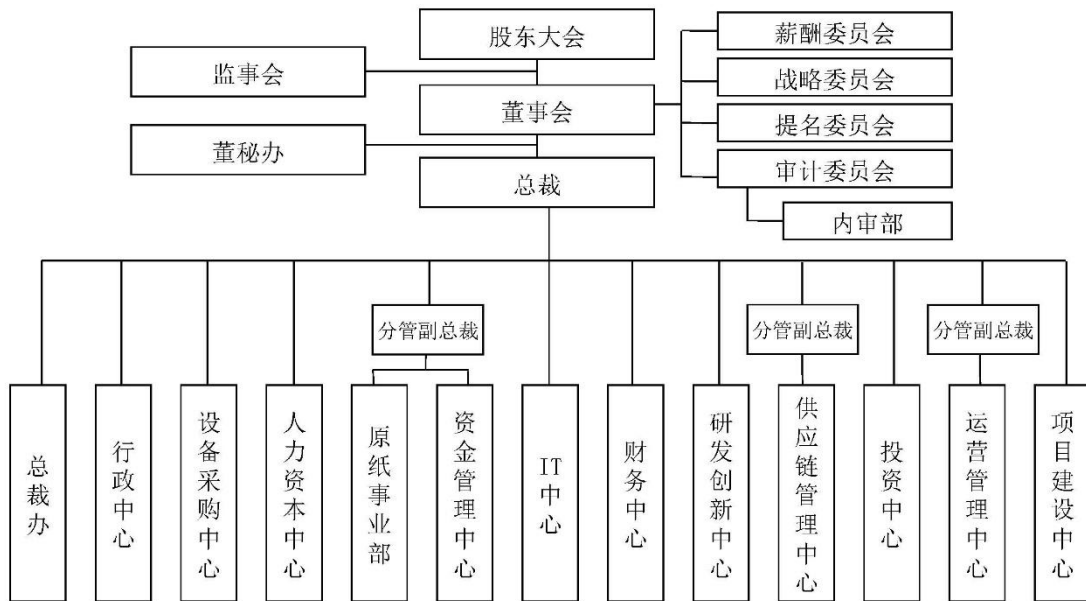 股东大会
监事会
董事会
董秘办
总裁
薪酬委员会
战略委员会
提名委员会
审计委员会
内审部
分管副总裁
分管副总裁
分管副总裁
总裁办
行政中心
设备采购中心
人力资本中心
原纸事业部
资金管理中心
IT中心
财务中心
研发创新中心
供应链管理中心
投资中心
运营管理中心
项目建设中心